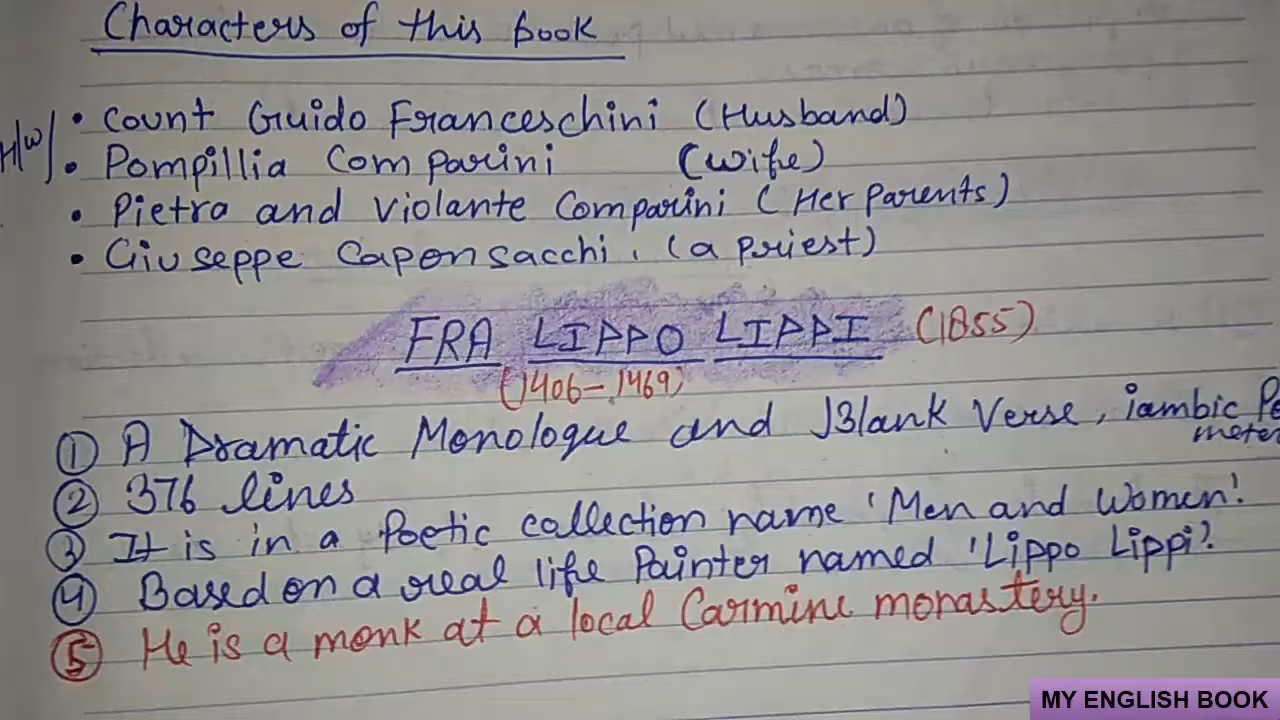 Characters of this book
H/W
• Count Guido Franceschini (Husband)
• Pompillia Comparini (Wife)
• Pietro and Violante Comparini (Her parents)
• Giuseppe Caponsacchi. (a priest)
FRA LIPPO LIPPI (1855)
(1406-1469)
① A Dramatic Monologue and Blank Verse, iambic Pe
meter
② 376 lines
③ It is in a Poetic collection name 'Men and Women'.
④ Based on a real life Painter named 'Lippo Lippi'.
⑤ He is a monk at a local Carmine monastery.
MY ENGLISH BOOK